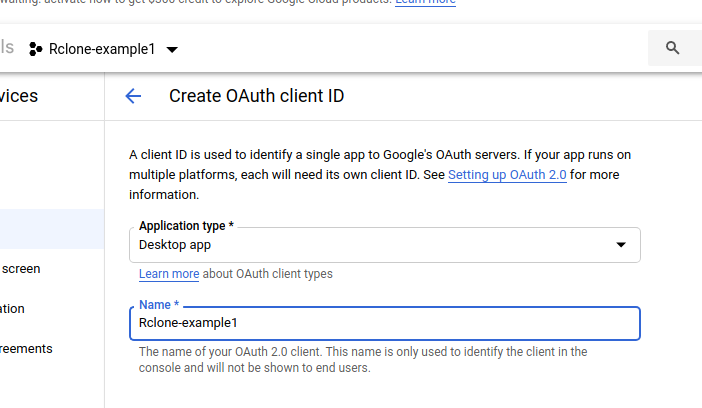 waiting. activate now to get $300 credit to explore Google Cloud products. Learn more
ls Rclone-example1
vices
Create OAuth client ID
A client ID is used to identify a single app to Google's OAuth servers. If your app runs on
multiple platforms, each will need its own client ID. See Setting up OAuth 2.0 for more
information.
Application type *
Desktop app
Learn more about OAuth client types
screen
Name *
ation
Rclone-example1
reements
The name of your OAuth 2.0 client. This name is only used to identify the client in the
console and will not be shown to end users.